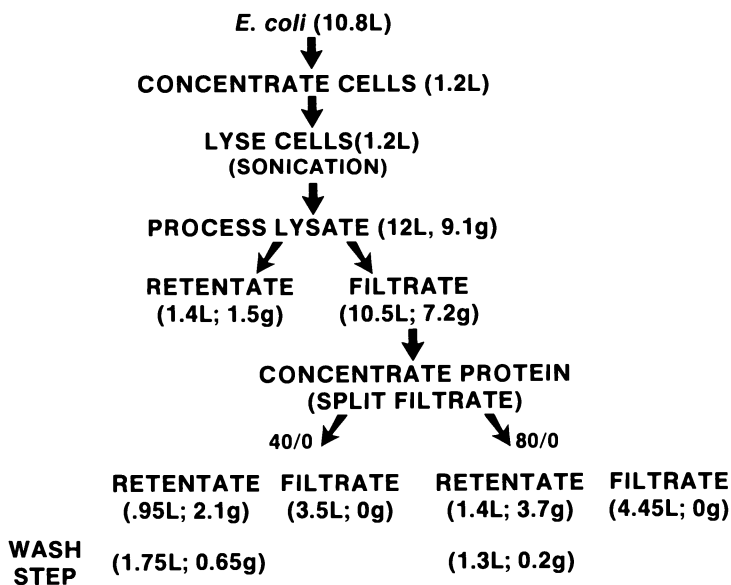 E. coli (10.8L)
CONCENTRATE CELLS (1.2L)
LYSE CELLS(1.2L)
(SONICATION)
PROCESS LYSATE (12L, 9.1g)
RETENTATE FILTRATE
(1.4L; 1.5g) (10.5L; 7.2g)
CONCENTRATE PROTEIN
(SPLIT FILTRATE)
40/0 80/0
RETENTATE FILTRATE RETENTATE FILTRATE
(.95L; 2.1g) (3.5L; 0g) (1.4L; 3.7g) (4.45L; 0g)
WASH STEP (1.75L; 0.65g) (1.3L; 0.2g)